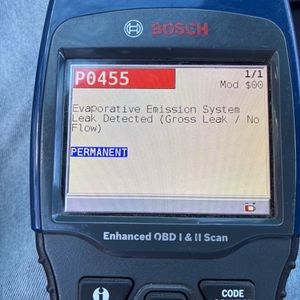 BOSCH
P0455
1/1
Mod $00
Evaporative Emission System
Leak Detected (Gross Leak / No
Flow)
PERMANENT
Enhanced OBD I & II Scan
i
CODE